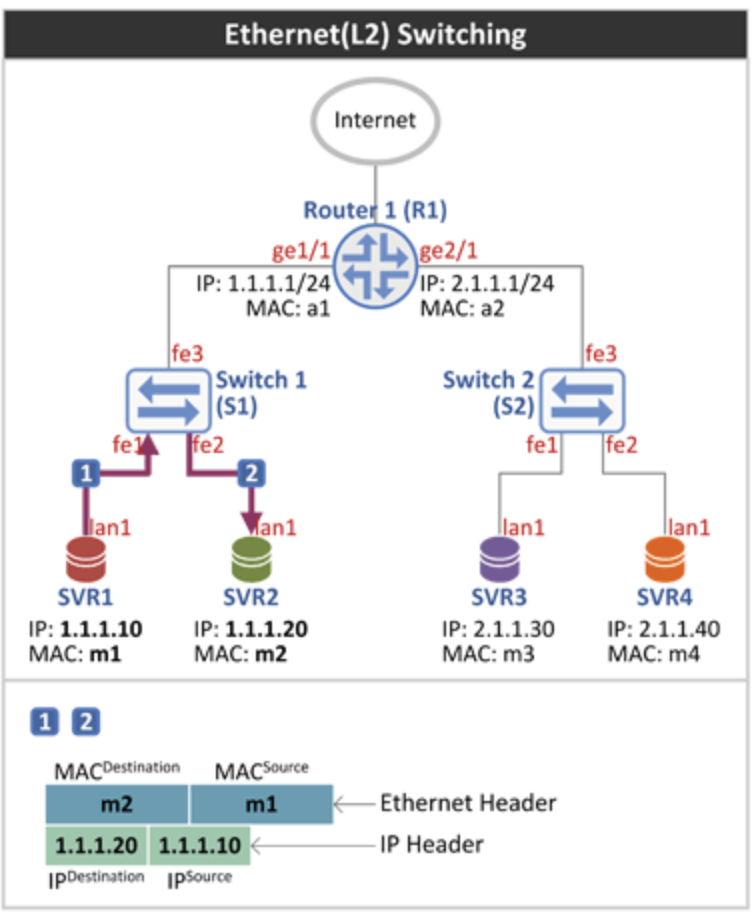 Ethernet(L2) Switching
Internet
Router 1 (R1)
ge1/1 ge2/1
IP: 1.1.1.1/24 IP: 2.1.1.1/24
MAC: a1 MAC: a2
fe3 fe3
Switch 1 Switch 2
(S1) (S2)
fe1 fe2 fe1 fe2
1 2
lan1 lan1 lan1 lan1
SVR1 SVR2 SVR3 SVR4
IP: 1.1.1.10 IP: 1.1.1.20 IP: 2.1.1.30 IP: 2.1.1.40
MAC: m1 MAC: m2 MAC: m3 MAC: m4
1 2
MACDestination MACSource
m2 m1 Ethernet Header
1.1.1.20 1.1.1.10 IP Header
IPDestination IPSource